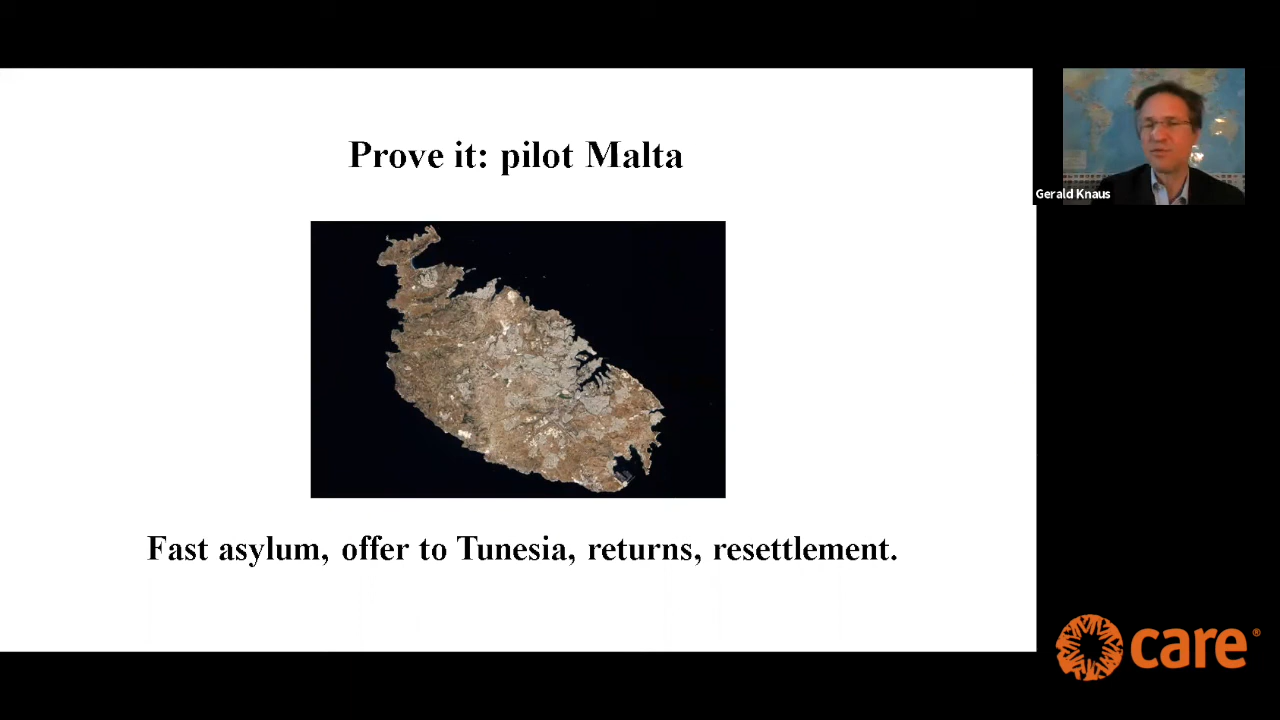 Prove it: pilot Malta
Gerald Knaus
Fast asylum, offer to Tunesia, returns, resettlement.
care®